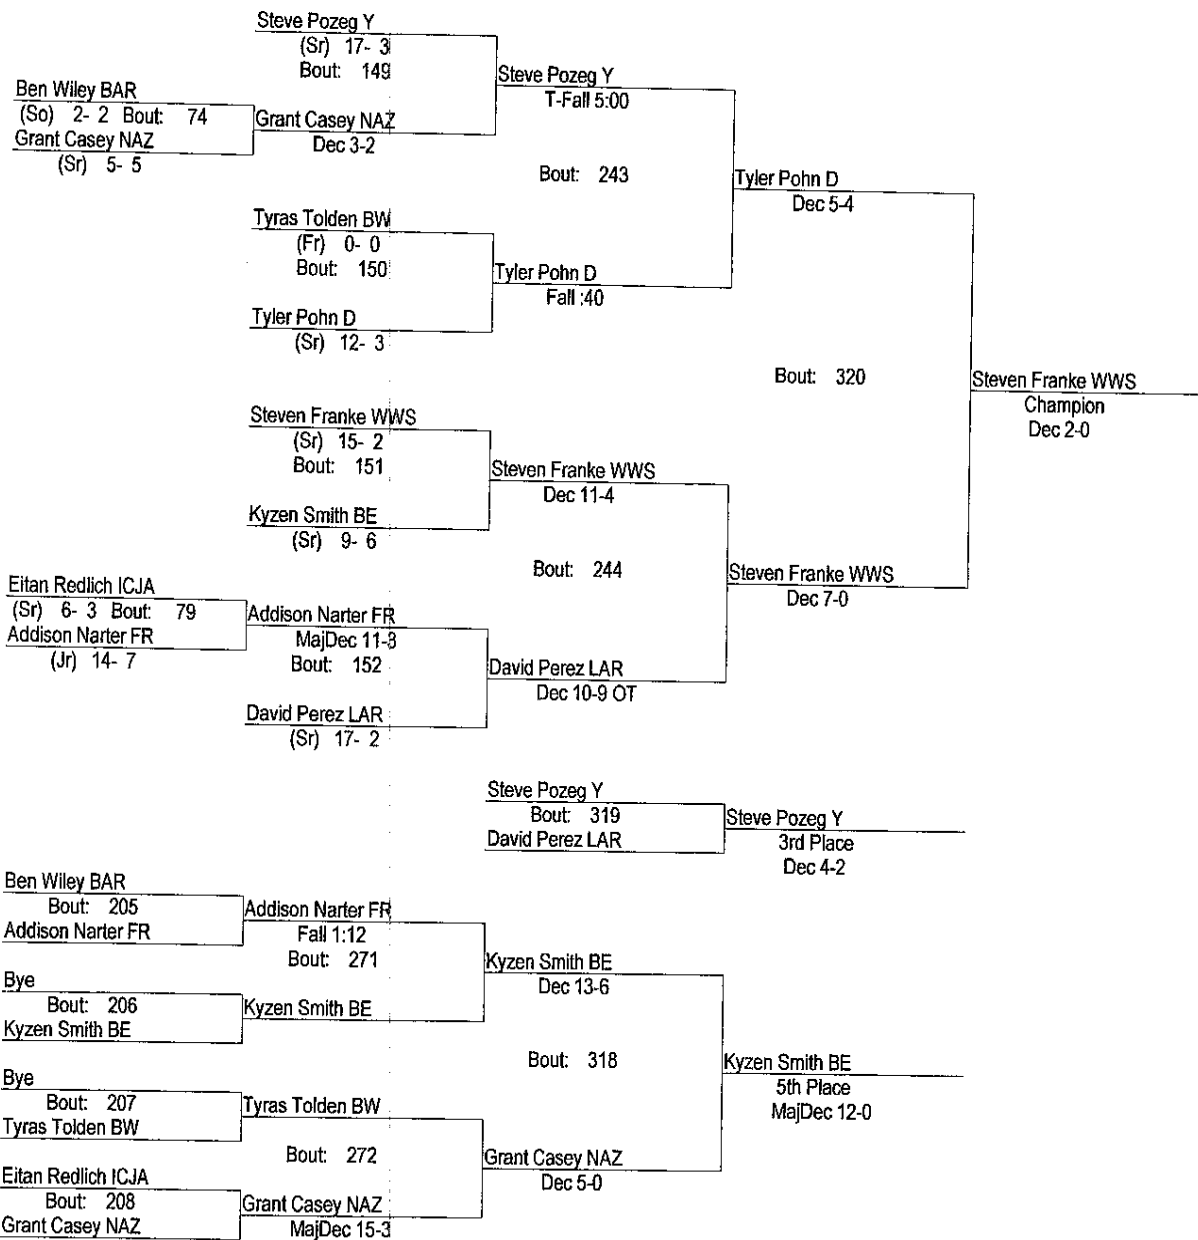 Steve Pozeg Y
(Sr) 17- 3
Bout: 149
Ben Wiley BAR
(So) 2- 2 Bout: 74
Grant Casey NAZ
(Sr) 5- 5
Grant Casey NAZ
Dec 3-2
Steve Pozeg Y
T-Fall 5:00
Bout: 243
Tyras Tolden BW
(Fr) 0- 0
Bout: 150
Tyler Pohn D
(Sr) 12- 3
Tyler Pohn D
Fall :40
Tyler Pohn D
Dec 5-4
Bout: 320
Steven Franke WWS
Champion
Dec 2-0
Steven Franke WWS
(Sr) 15- 2
Bout: 151
Kyzen Smith BE
(Sr) 9- 6
Steven Franke WWS
Dec 11-4
Bout: 244
Steven Franke WWS
Dec 7-0
Eitan Redlich ICJA
(Sr) 6- 3 Bout: 79
Addison Narter FR
(Jr) 14- 7
Addison Narter FR
MajDec 11-3
Bout: 152
David Perez LAR
(Sr) 17- 2
David Perez LAR
Dec 10-9 OT
Steve Pozeg Y
Bout: 319
David Perez LAR
Steve Pozeg Y
3rd Place
Dec 4-2
Ben Wiley BAR
Bout: 205
Addison Narter FR
Addison Narter FR
Fall 1:12
Bout: 271
Bye
Bout: 206
Kyzen Smith BE
Kyzen Smith BE
Kyzen Smith BE
Dec 13-6
Bout: 318
Kyzen Smith BE
5th Place
MajDec 12-0
Bye
Bout: 207
Tyras Tolden BW
Tyras Tolden BW
Bout: 272
Eitan Redlich ICJA
Bout: 208
Grant Casey NAZ
Grant Casey NAZ
MajDec 15-3
Grant Casey NAZ
Dec 5-0